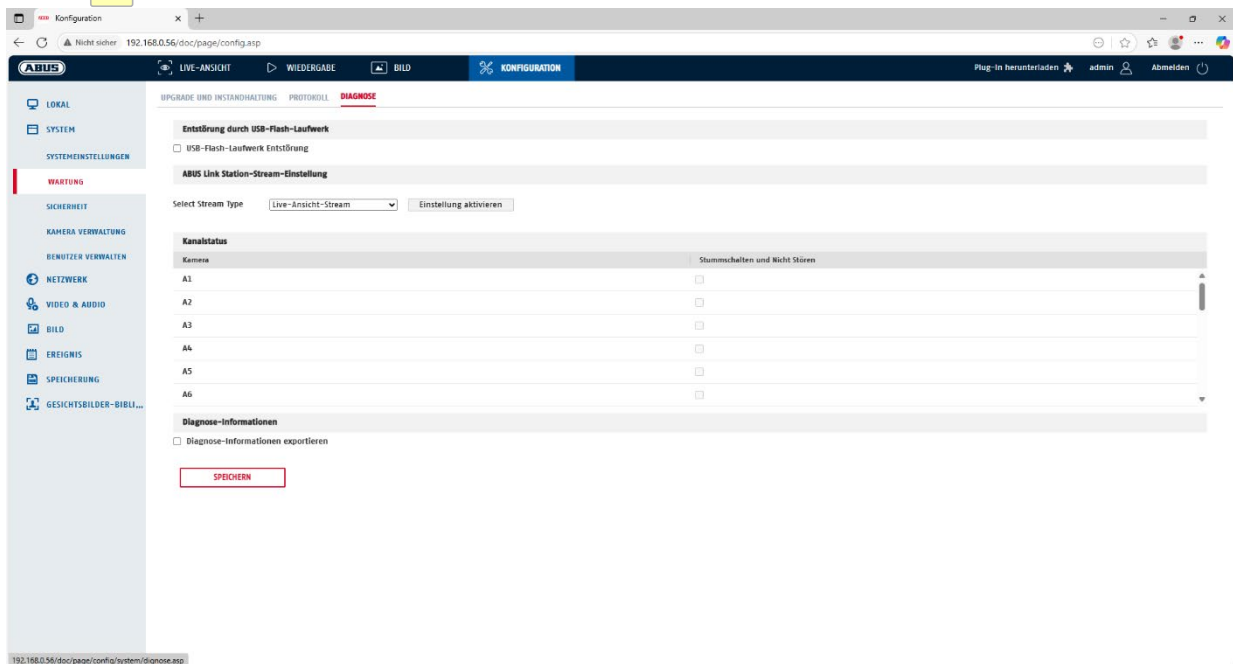 Konfiguration
Nicht sicher 192.168.0.56/doc/page/config.asp
ABUS LIVE-ANSICHT WIEDERGABE BILD KONFIGURATION Plug-In herunterladen admin Abmelden
LOKAL
SYSTEM
SYSTEMEINSTELLUNGEN
WARTUNG
SICHERHEIT
KAMERA VERWALTUNG
BENUTZER VERWALTEN
NETZWERK
VIDEO & AUDIO
BILD
EREIGNIS
SPEICHERUNG
GESICHTSBILDER-BIBLI...
UPGRADE UND INSTANDHALTUNG PROTOKOLL DIAGNOSE
Entstörung durch USB-Flash-Laufwerk
USB-Flash-Laufwerk Entstörung
ABUS Link Station-Stream-Einstellung
Select Stream Type Live-Ansicht-Stream Einstellung aktivieren
Kanalstatus
Kamera Stummschalten und Nicht Stören
A1
A2
A3
A4
A5
A6
Diagnose-Informationen
Diagnose-Informationen exportieren
SPEICHERN
192.168.0.56/doc/page/config/system/dignose.asp